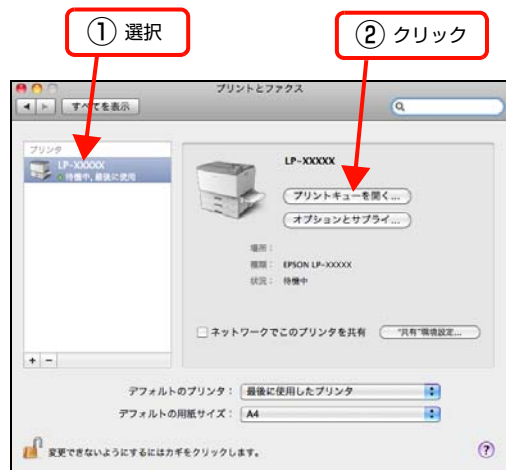 ① 選択
② クリック
プリントとファクス
すべてを表示
プリンタ
LP-XXXXX
待機中, 最後に使用
LP-XXXXX
プリントキューを開く...
オプションとサプライ...
場所：
種類： EPSON LP-XXXXX
状況： 待機中
ネットワークでこのプリンタを共有
"共有"環境設定...
+ −
デフォルトのプリンタ： 最後に使用したプリンタ
デフォルトの用紙サイズ： A4
変更できないようにするにはカギをクリックします。
?